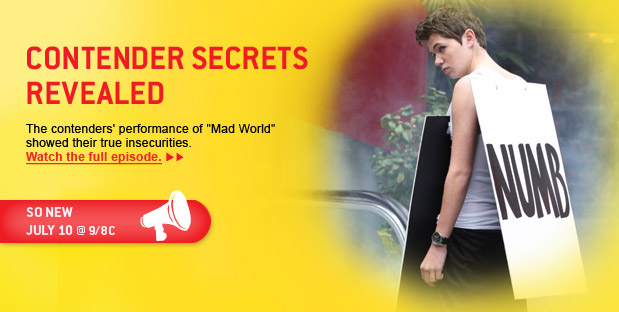 CONTENDER SECRETS
REVEALED
The contenders' performance of "Mad World"
showed their true insecurities.
Watch the full episode.
SO NEW
JULY 10 @ 9/8C
NUMB